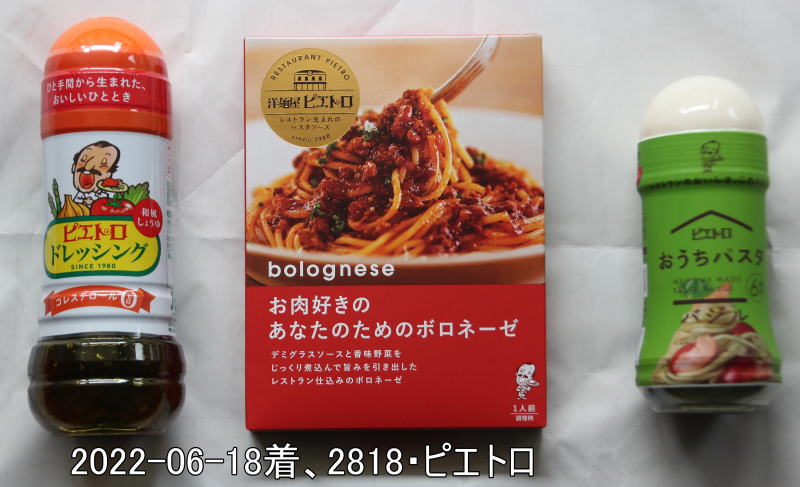 ひと手間から生まれた、
おいしいひととき
和風
しょうゆ
ピエトロ
ドレッシング
SINCE 1980
コレステロールゼロ
RESTAURANT PIETRO
洋麺屋 ピエトロ
レストラン生まれの
パスタソース
SINCE 1980
bolognese
お肉好きの
あなたのためのボロネーゼ
デミグラスソースと香味野菜を
じっくり煮込んで旨みを引き出した
レストラン仕込みのボロネーゼ
1人前
調理例
ピエトロ
おうちパスタ
バジル
2022-06-18着、2818・ピエトロ